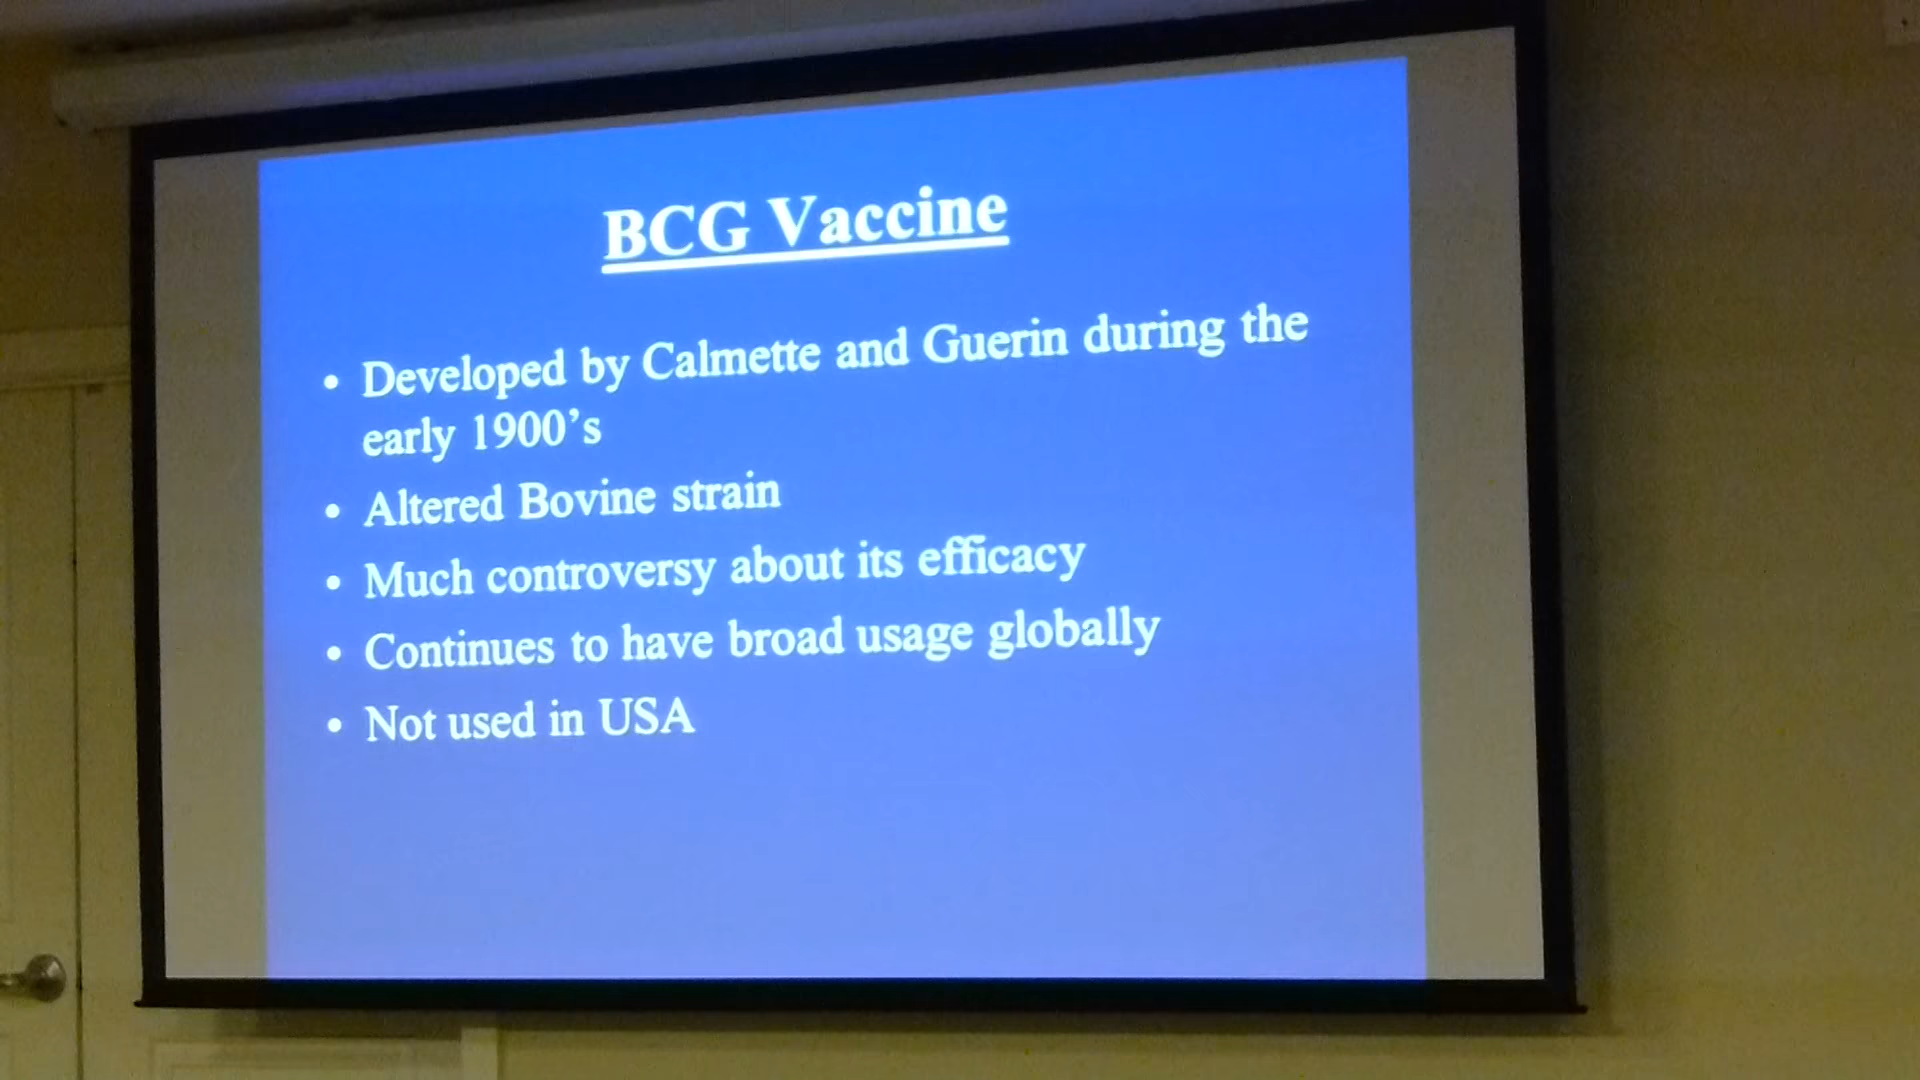 BCG Vaccine
• Developed by Calmette and Guerin during the
early 1900's
• Altered Bovine strain
• Much controversy about its efficacy
• Continues to have broad usage globally
• Not used in USA